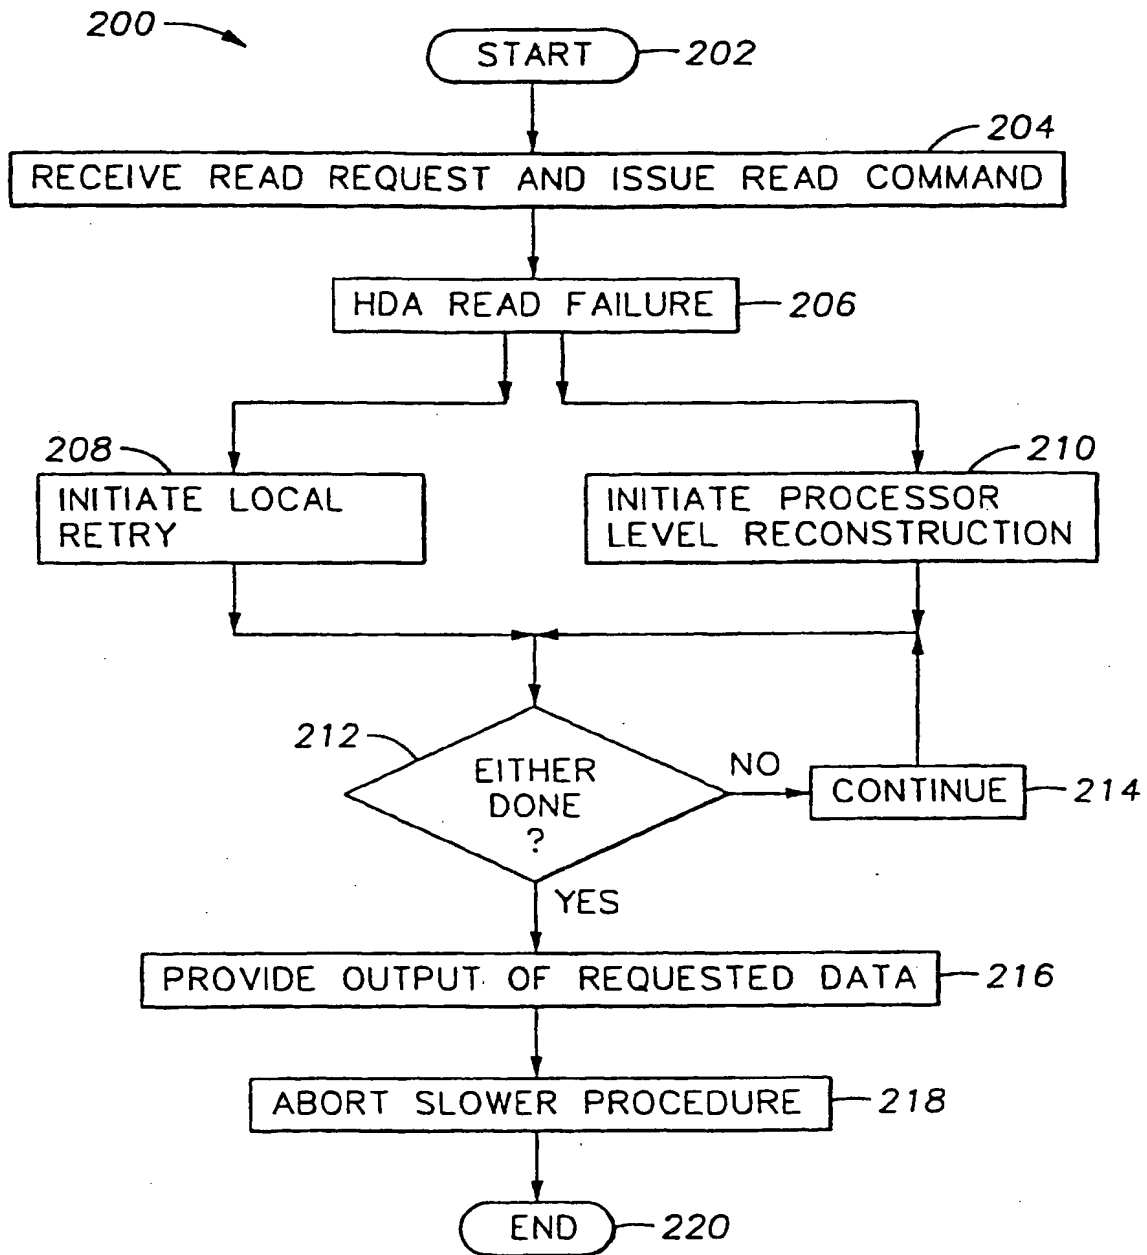 200
START 202
204
RECEIVE READ REQUEST AND ISSUE READ COMMAND
HDA READ FAILURE 206
208
INITIATE LOCAL
RETRY
210
INITIATE PROCESSOR
LEVEL RECONSTRUCTION
212
EITHER
DONE
?
NO
CONTINUE 214
YES
PROVIDE OUTPUT OF REQUESTED DATA 216
ABORT SLOWER PROCEDURE 218
END 220